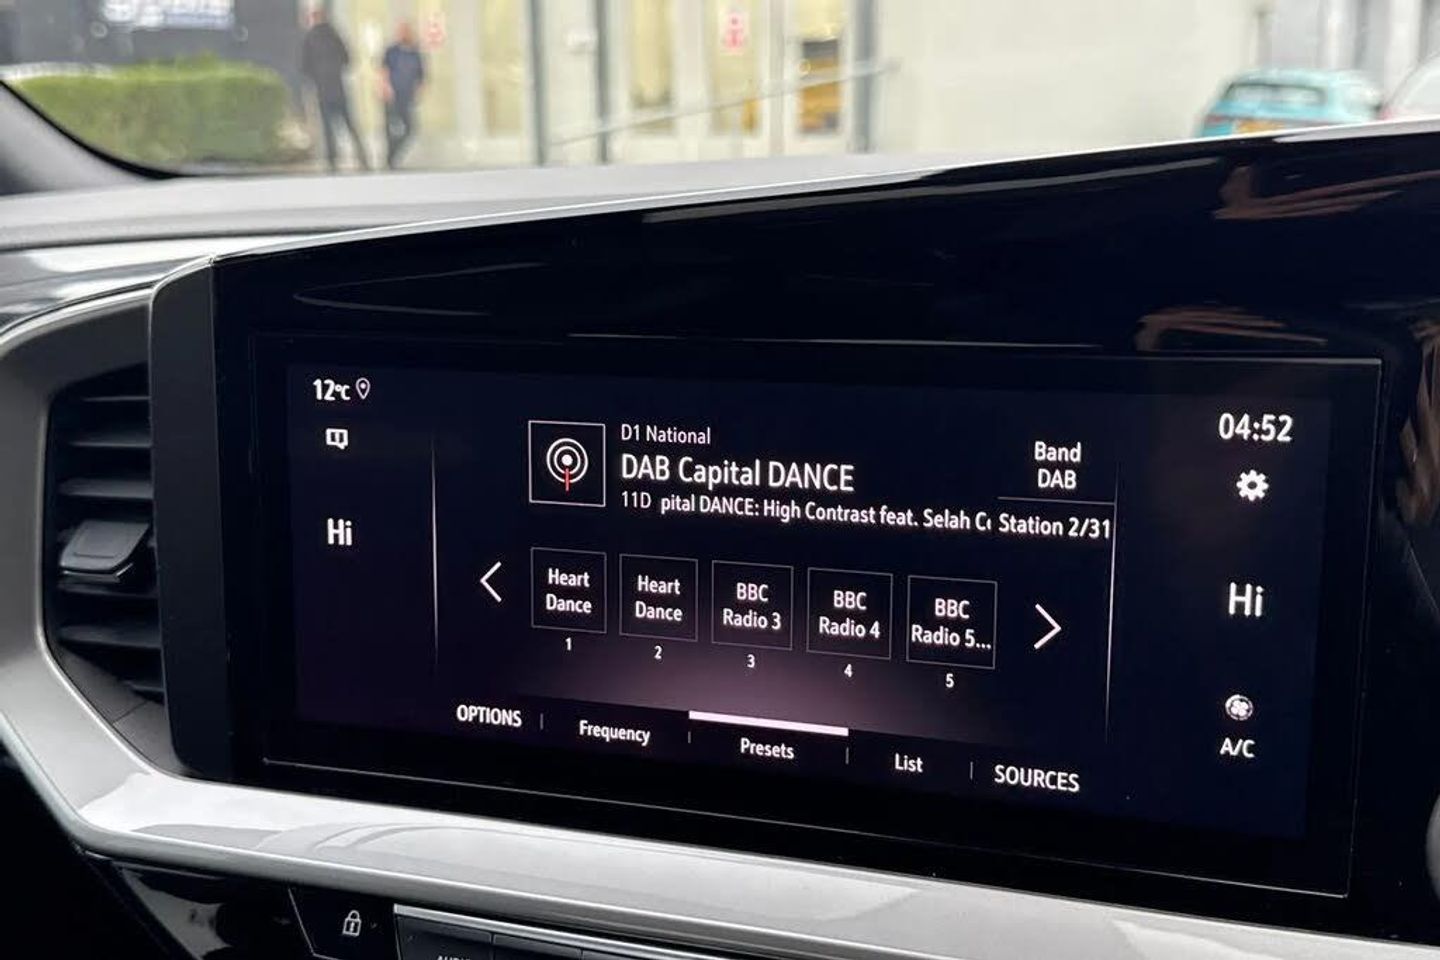 12°C
04:52
D1 National
DAB Capital DANCE
11D pital DANCE: High Contrast feat. Selah
Station 2/31
Band
DAB
Hi
Heart
Dance
1
Heart
Dance
2
BBC
Radio 3
3
BBC
Radio 4
4
BBC
Radio 5...
5
Hi
A/C
OPTIONS
Frequency
Presets
List
SOURCES